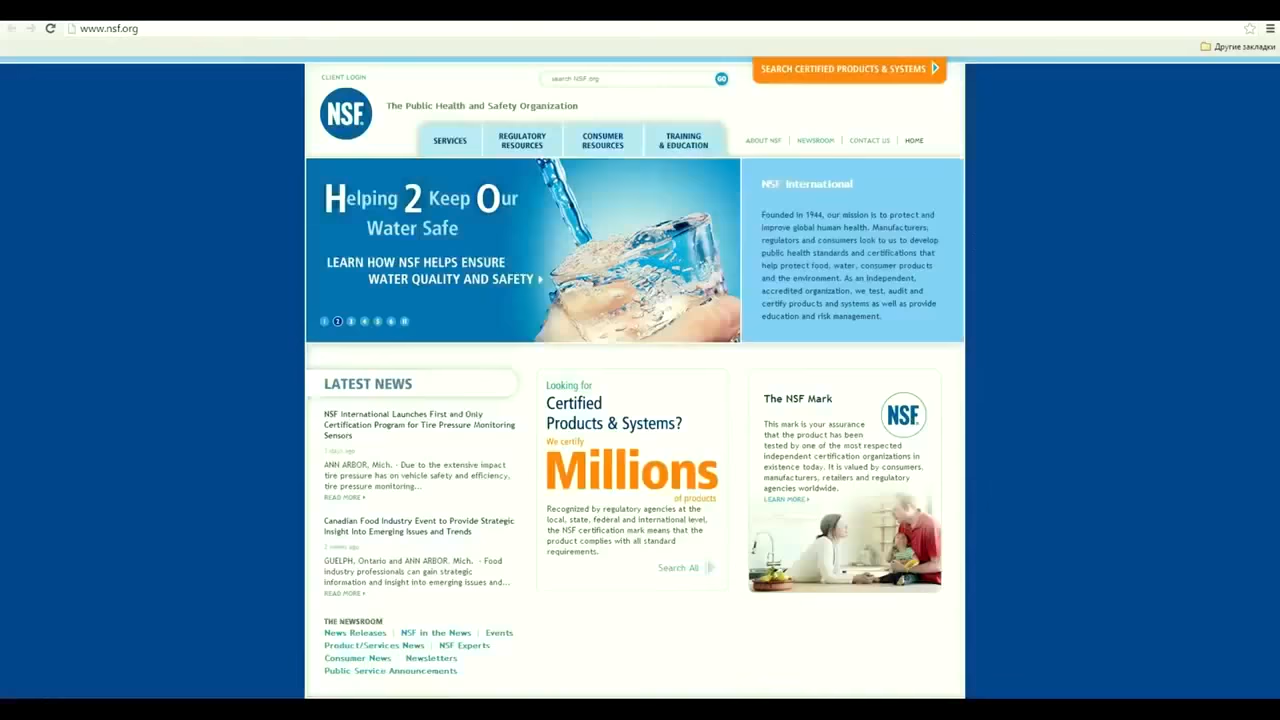 www.nsf.org
Другие закладки
CLIENT LOGIN
search NSF.org
GO
SEARCH CERTIFIED PRODUCTS & SYSTEMS
NSF.
The Public Health and Safety Organization
SERVICES
REGULATORY
RESOURCES
CONSUMER
RESOURCES
TRAINING
& EDUCATION
ABOUT NSF
NEWSROOM
CONTACT US
HOME
Helping 2 Keep Our
Water Safe
LEARN HOW NSF HELPS ENSURE
WATER QUALITY AND SAFETY
1 2 3 4 5 6
NSF International
Founded in 1944, our mission is to protect and
improve global human health. Manufacturers,
regulators and consumers look to us to develop
public health standards and certifications that
help protect food, water, consumer products
and the environment. As an independent,
accredited organization, we test, audit and
certify products and systems as well as provide
education and risk management.
LATEST NEWS
NSF International Launches First and Only
Certification Program for Tire Pressure Monitoring
Sensors
days ago
ANN ARBOR, Mich. - Due to the extensive impact
tire pressure has on vehicle safety and efficiency,
tire pressure monitoring...
READ MORE
Canadian Food Industry Event to Provide Strategic
Insight Into Emerging Issues and Trends
weeks ago
GUELPH, Ontario and ANN ARBOR, Mich. - Food
industry professionals can gain strategic
information and insight into emerging issues and...
READ MORE
THE NEWSROOM
News Releases | NSF in the News | Events
Product/Services News | NSF Experts
Consumer News Newsletters
Public Service Announcements
Looking for
Certified
Products & Systems?
We certify
Millions
of products
Recognized by regulatory agencies at the
local, state, federal and international level,
the NSF certification mark means that the
product complies with all standard
requirements.
Search All
The NSF Mark
NSF.
This mark is your assurance
that the product has been
tested by one of the most respected
independent certification organizations in
existence today. It is valued by consumers,
manufacturers, retailers and regulatory
agencies worldwide.
LEARN MORE